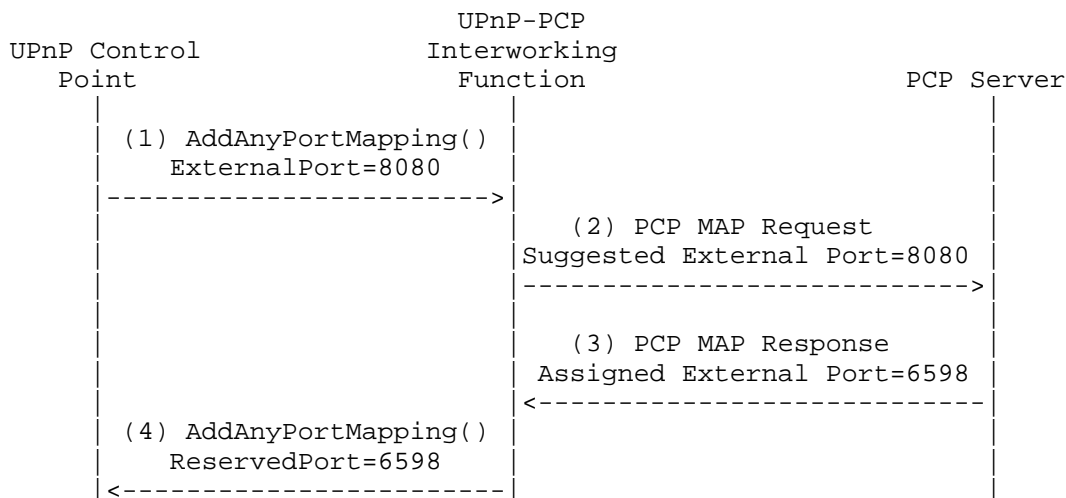 UPnP-PCP
UPnP Control Interworking
Point Function PCP Server
(1) AddAnyPortMapping()
ExternalPort=8080
(2) PCP MAP Request
Suggested External Port=8080
(3) PCP MAP Response
Assigned External Port=6598
(4) AddAnyPortMapping()
ReservedPort=6598